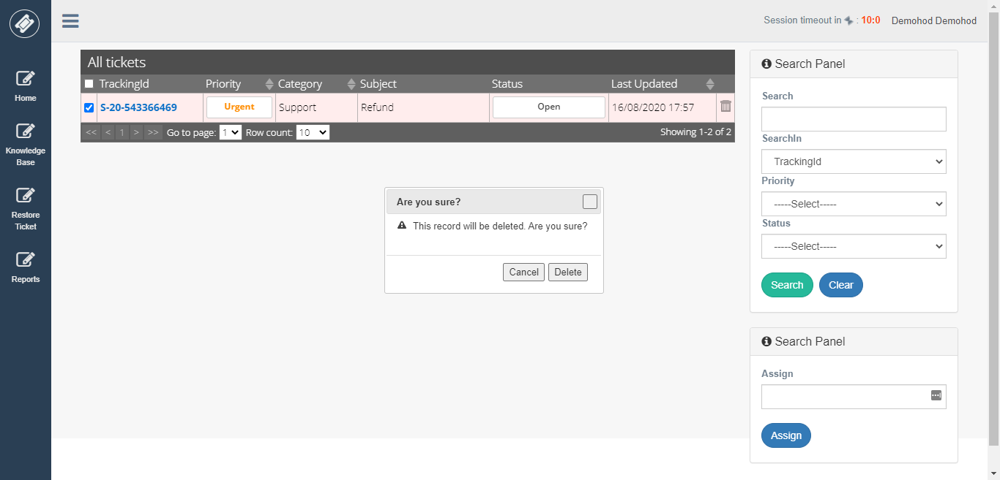 Session timeout in : 10:0 Demohod Demohod
Home
Knowledge
Base
Restore
Ticket
Reports
All tickets
TrackingId Priority Category Subject Status Last Updated
S-20-543366469 Urgent Support Refund Open 16/08/2020 17:57
<< < 1 > >> Go to page: 1 Row count: 10 Showing 1-2 of 2
Are you sure?
This record will be deleted. Are you sure?
Cancel Delete
Search Panel
Search
SearchIn
TrackingId
Priority
-----Select-----
Status
-----Select-----
Search Clear
Search Panel
Assign
Assign